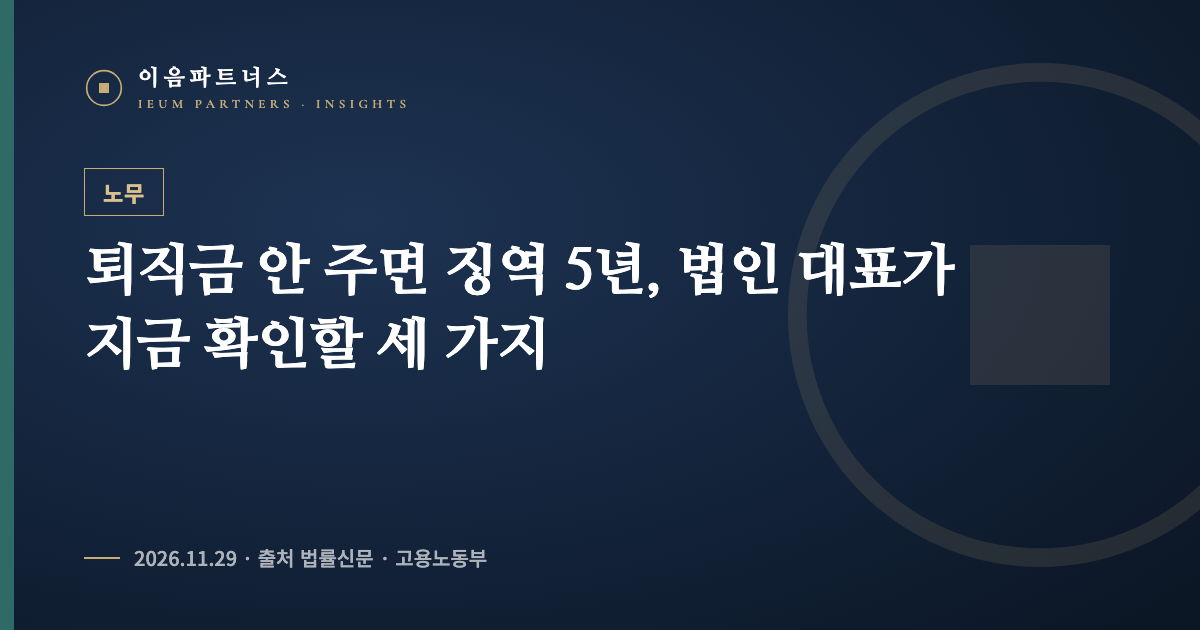 이음파트너스
IEUM PARTNERS · INSIGHTS
노무
퇴직금 안 주면 징역 5년, 법인 대표가
지금 확인할 세 가지
2026.11.29 · 출처 법률신문 · 고용노동부